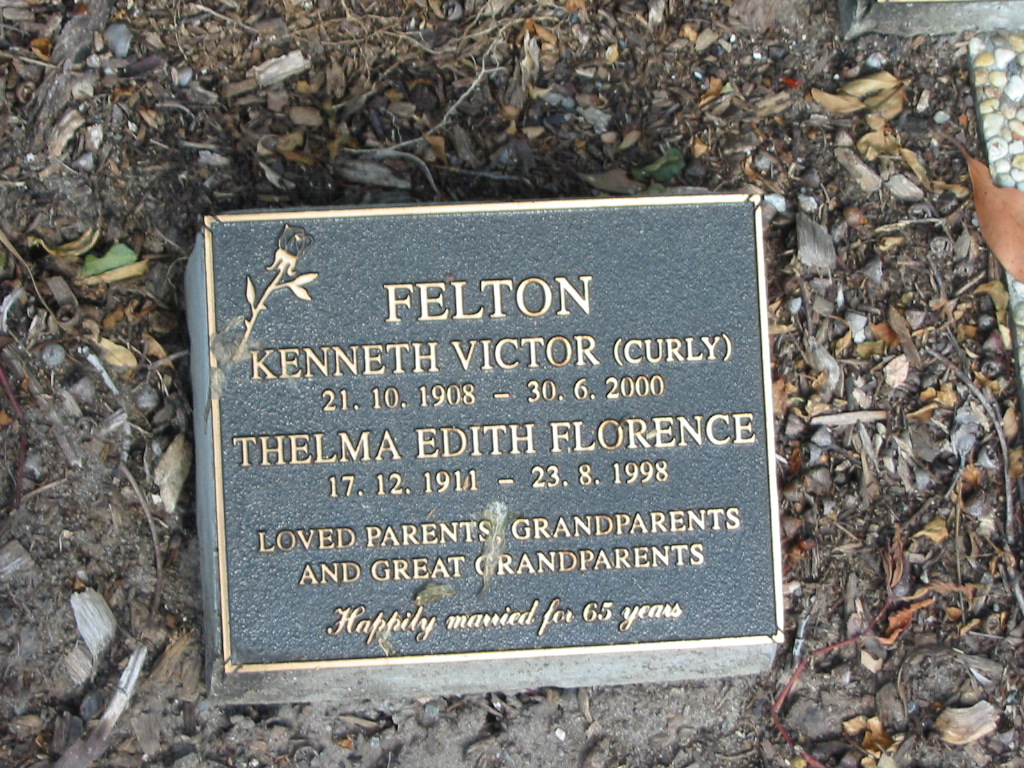 FELTON
KENNETH VICTOR (CURLY)
21. 10. 1908 – 30. 6. 2000
THELMA EDITH FLORENCE
17. 12. 1911 – 23. 8. 1998
LOVED PARENTS, GRANDPARENTS
AND GREAT GRANDPARENTS
Happily married for 65 years